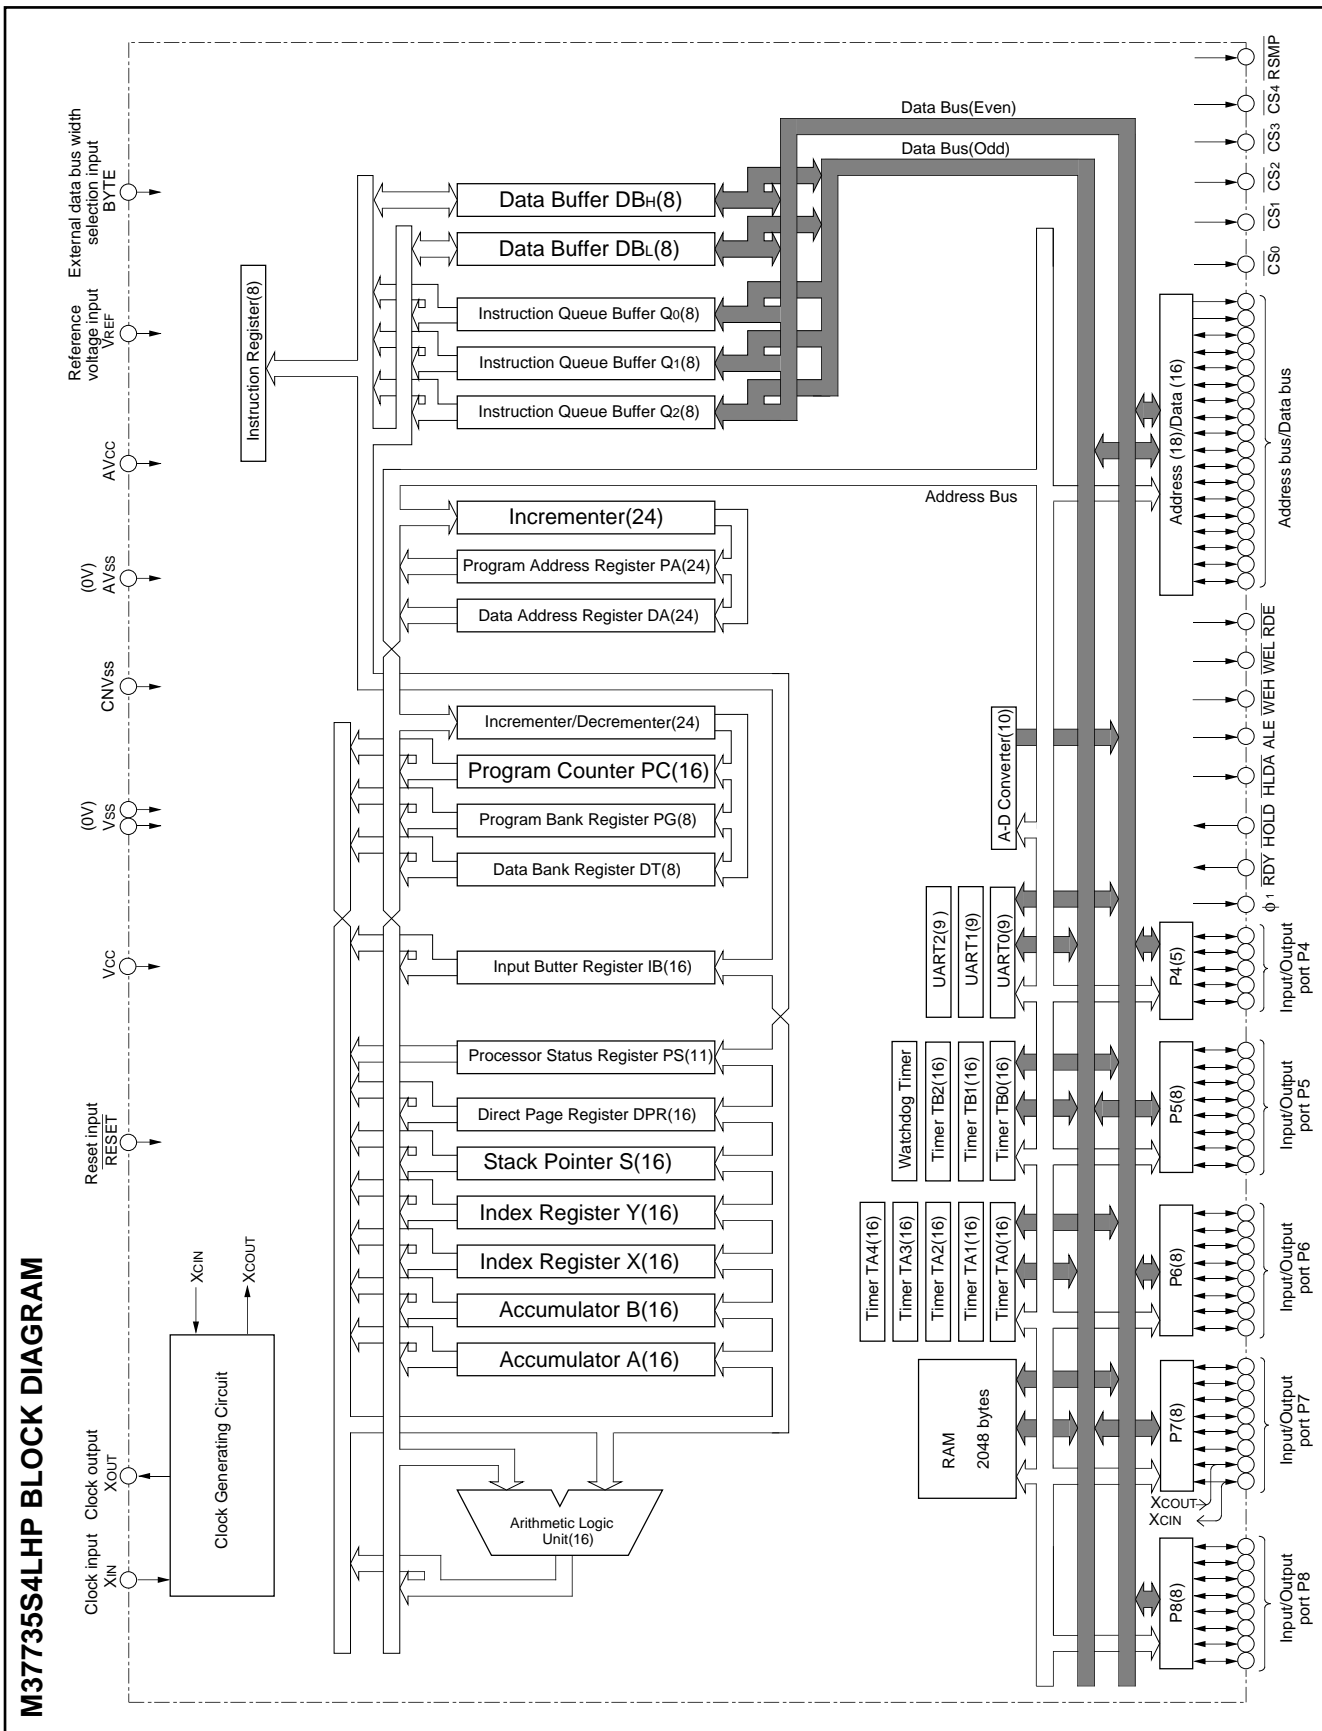 M37735S4LHP BLOCK DIAGRAM
Clock input
XIN
Clock output
XOUT
Reset input
RESET
VCC
(0V)
VSS
CNVss
(0V)
AVss
AVCC
Reference
voltage input
VREF
External data bus width
selection input
BYTE
Clock Generating Circuit
XCIN
XCOUT
Instruction Register(8)
Data Buffer DBH(8)
Data Buffer DBL(8)
Instruction Queue Buffer Q0(8)
Instruction Queue Buffer Q1(8)
Instruction Queue Buffer Q2(8)
Incrementer(24)
Program Address Register PA(24)
Data Address Register DA(24)
Incrementer/Decrementer(24)
Program Counter PC(16)
Program Bank Register PG(8)
Data Bank Register DT(8)
Input Butter Register IB(16)
Processor Status Register PS(11)
Direct Page Register DPR(16)
Stack Pointer S(16)
Index Register Y(16)
Index Register X(16)
Accumulator B(16)
Accumulator A(16)
Arithmetic Logic
Unit(16)
Data Bus(Even)
Data Bus(Odd)
Address Bus
A-D Converter(10)
UART2(9)
UART1(9)
UART0(9)
Watchdog Timer
Timer TB2(16)
Timer TB1(16)
Timer TB0(16)
Timer TA4(16)
Timer TA3(16)
Timer TA2(16)
Timer TA1(16)
Timer TA0(16)
RAM
2048 bytes
Address (18)/Data (16)
P4(5)
P5(8)
P6(8)
P7(8)
P8(8)
XCOUT
XCIN
RSMP
CS4
CS3
CS2
CS1
CS0
Address bus/Data bus
RDE
WEL
WEH
ALE
HLDA
HOLD
RDY
ϕ1
Input/Output
port P4
Input/Output
port P5
Input/Output
port P6
Input/Output
port P7
Input/Output
port P8